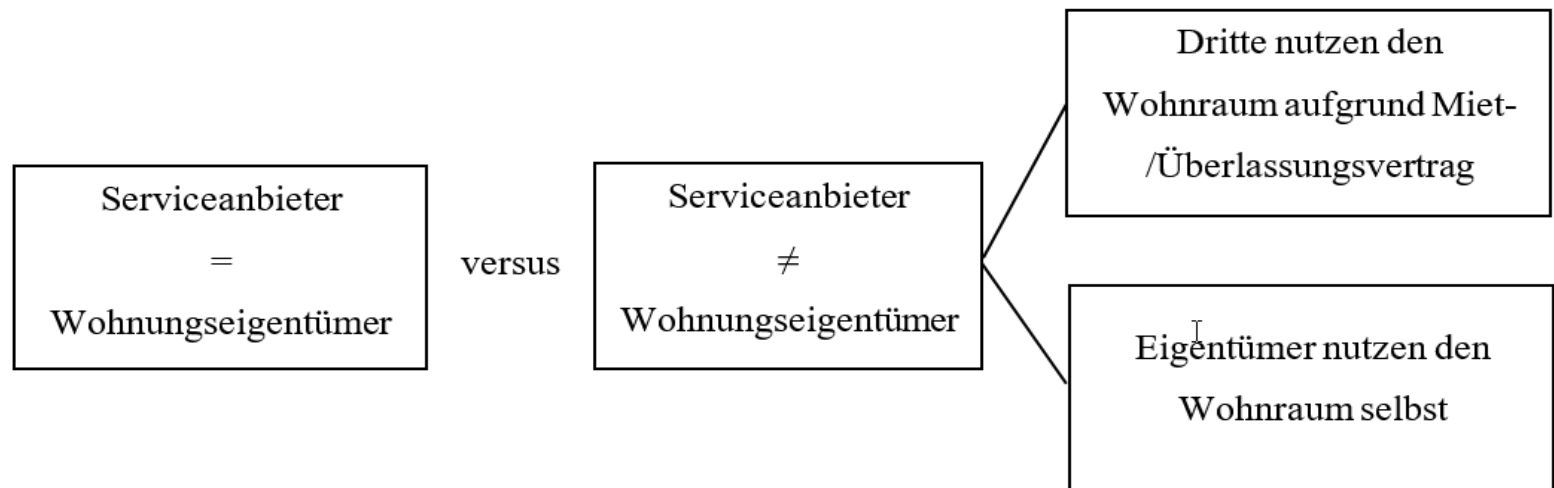 Serviceanbieter
=
Wohnungseigentümer
versus
Serviceanbieter
≠
Wohnungseigentümer
Dritte nutzen den
Wohnraum aufgrund Miet-
/Überlassungsvertrag
Eigentümer nutzen den
Wohnraum selbst